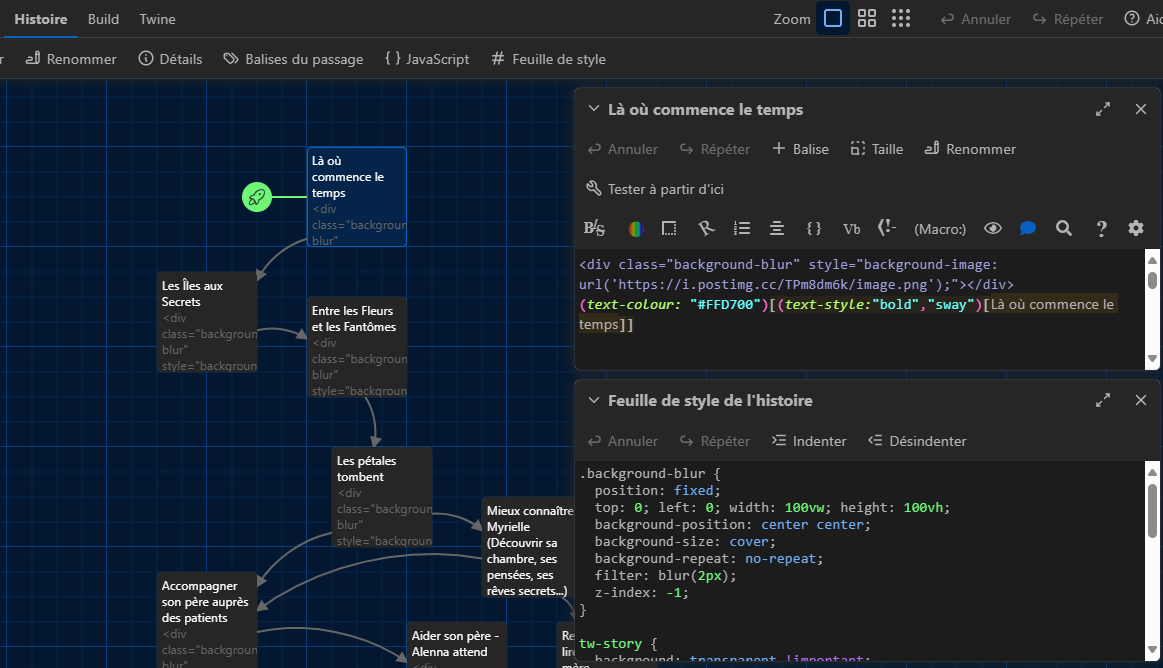 Histoire Build Twine Zoom Annuler Répéter
Renommer Détails Balises du passage { } JavaScript # Feuille de style
Là où
commence le
temps
<div
class="backgroun
blur"
Les Îles aux
Secrets
<div
class="backgroun
blur"
style="backgroun
Entre les Fleurs
et les Fantômes
<div
class="backgroun
blur"
style="backgroun
Les pétales
tombent
<div
class="backgroun
blur"
style="backgroun
Mieux connaître
Myrielle
(Découvrir sa
chambre, ses
pensées, ses
rêves secrets...)
Accompagner
son père auprès
des patients
<div
class="backgroun
blur"
Aider son père -
Alenna attend
<div
Re
lir
mère
Là où commence le temps
Annuler Répéter Balise Taille Renommer
Tester à partir d'ici
B/S { } Vb (Macro:) ?
<div class="background-blur" style="background-image:
url('https://i.postimg.cc/TPm8dm6k/image.png');"></div>
(text-colour: "#FFD700")[(text-style:"bold","sway")[Là où commence le
temps]]
Feuille de style de l'histoire
Annuler Répéter Indenter Désindenter
.background-blur {
position: fixed;
top: 0; left: 0; width: 100vw; height: 100vh;
background-position: center center;
background-size: cover;
background-repeat: no-repeat;
filter: blur(2px);
z-index: -1;
}
tw-story {
background: transparent !important;